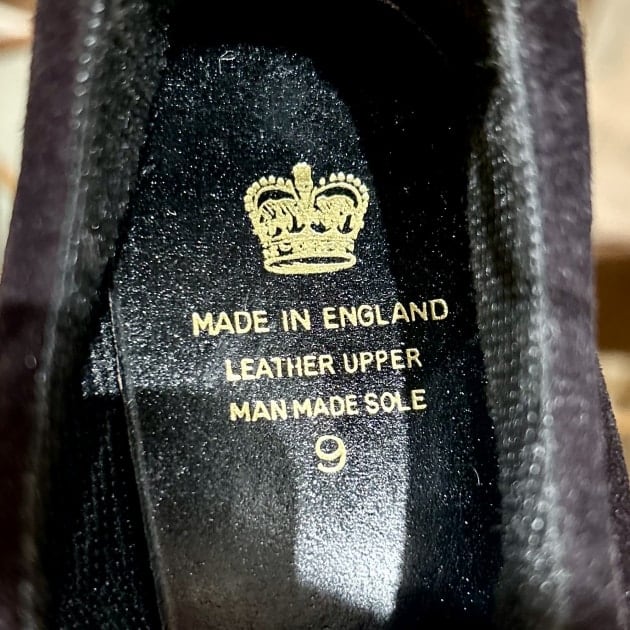 MADE IN ENGLAND
LEATHER UPPER
MAN MADE SOLE
9